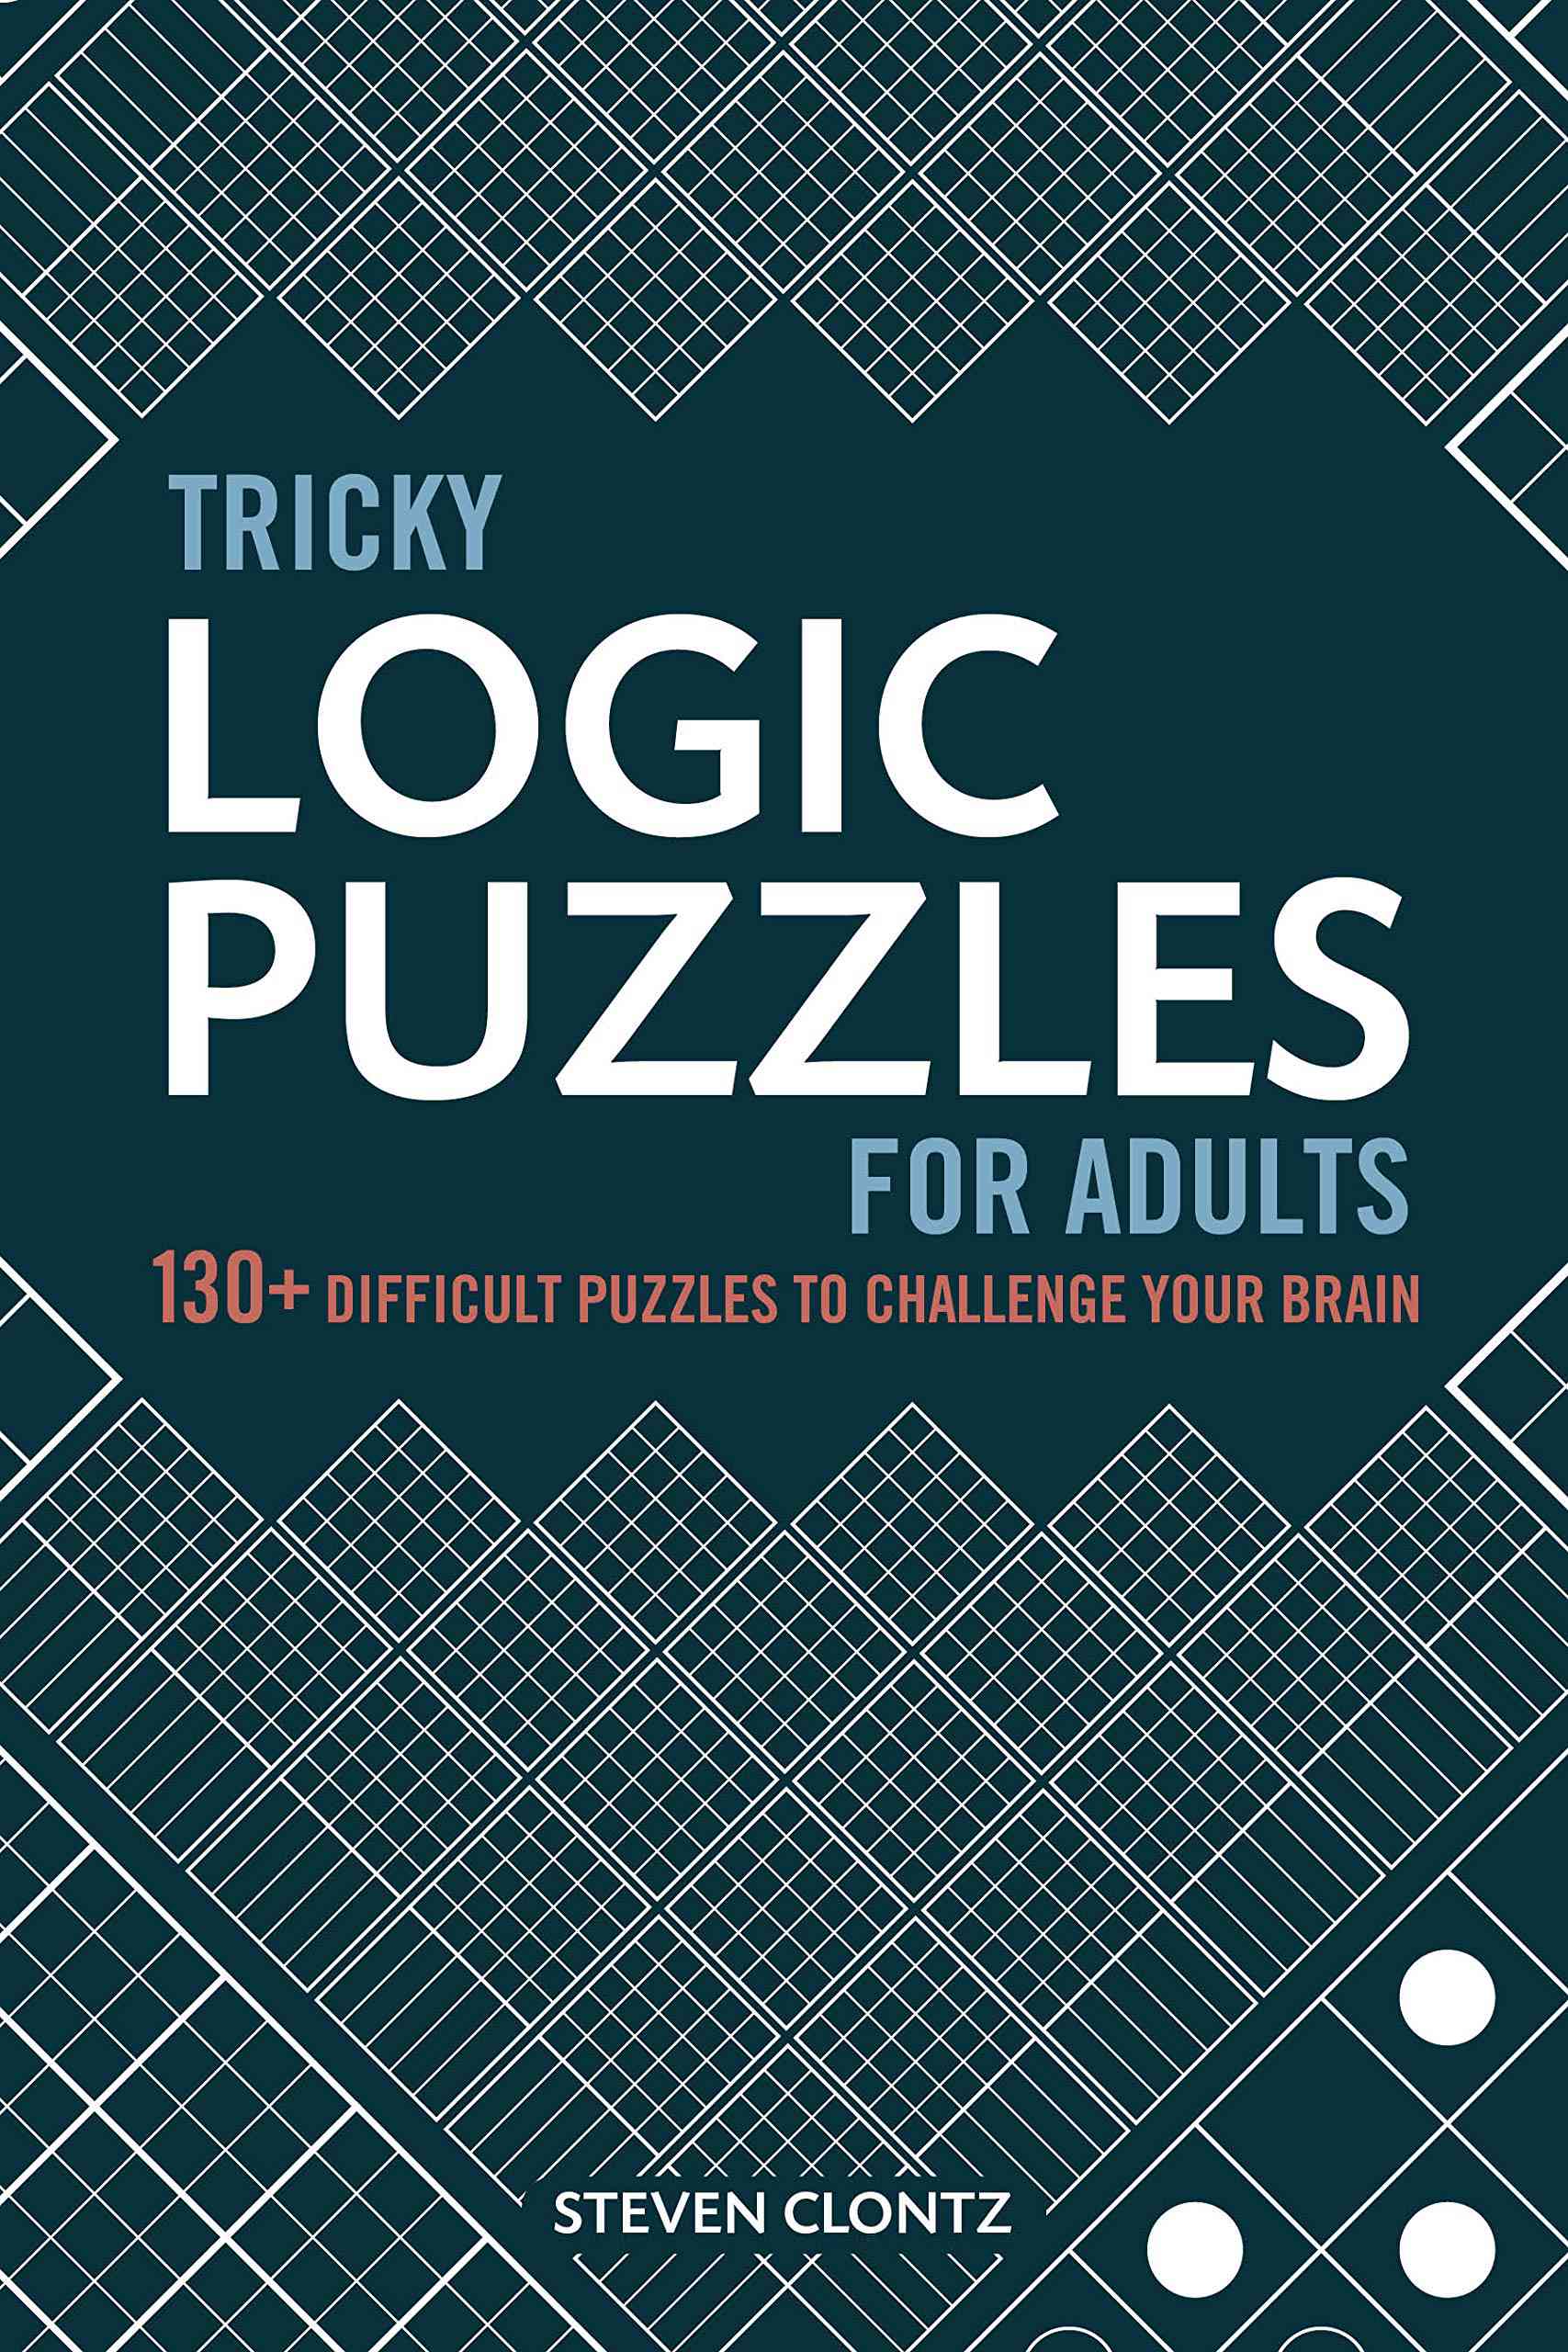 TRICKY
LOGIC
PUZZLES
FOR ADULTS
130+ DIFFICULT PUZZLES TO CHALLENGE YOUR BRAIN
STEVEN CLONTZ